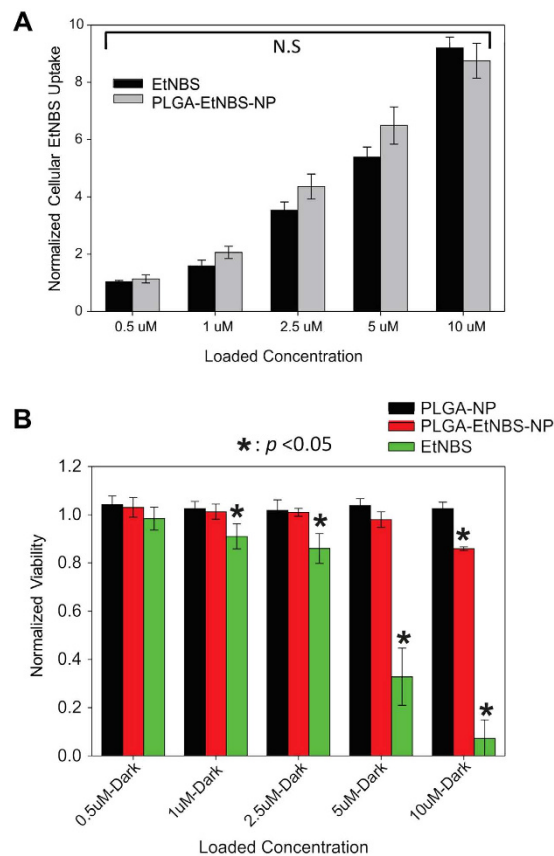 A
N.S
EtNBS
PLGA-EtNBS-NP
Normalized Cellular EtNBS Uptake
10
8
6
4
2
0
0.5 uM 1 uM 2.5 uM 5 uM 10 uM
Loaded Concentration
B
PLGA-NP
PLGA-EtNBS-NP
EtNBS
*: p <0.05
Normalized Viability
1.2
1.0
0.8
0.6
0.4
0.2
0.0
* * * * *
0.5uM-Dark 1uM-Dark 2.5uM-Dark 5uM-Dark 10uM-Dark
Loaded Concentration